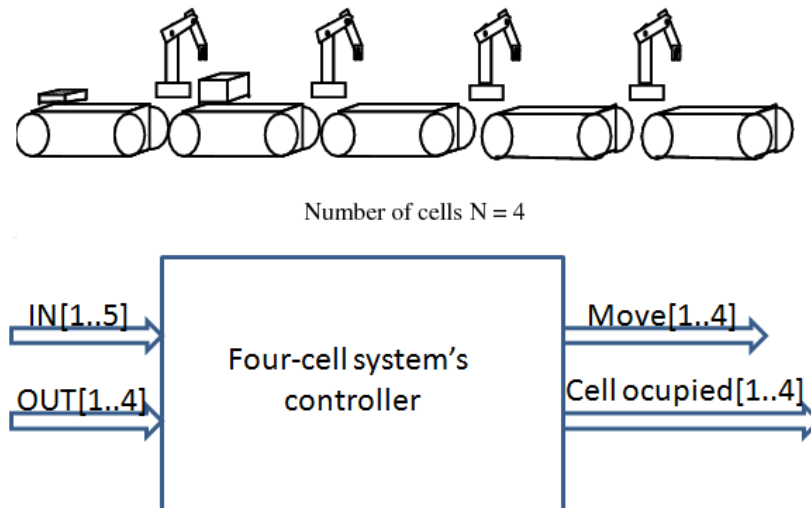 Number of cells N = 4
IN[1..5]
Move[1..4]
Four-cell system's
controller
OUT[1..4]
Cell ocupied[1..4]